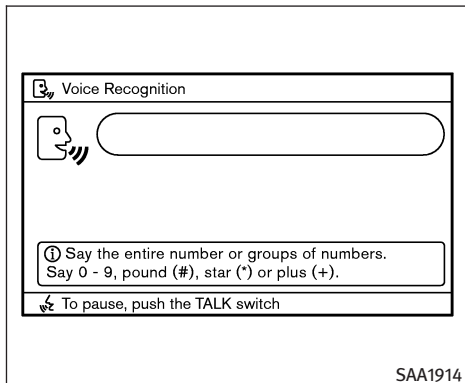 Voice Recognition
Say the entire number or groups of numbers.
Say 0 - 9, pound (#), star (*) or plus (+).
To pause, push the TALK switch
SAA1914